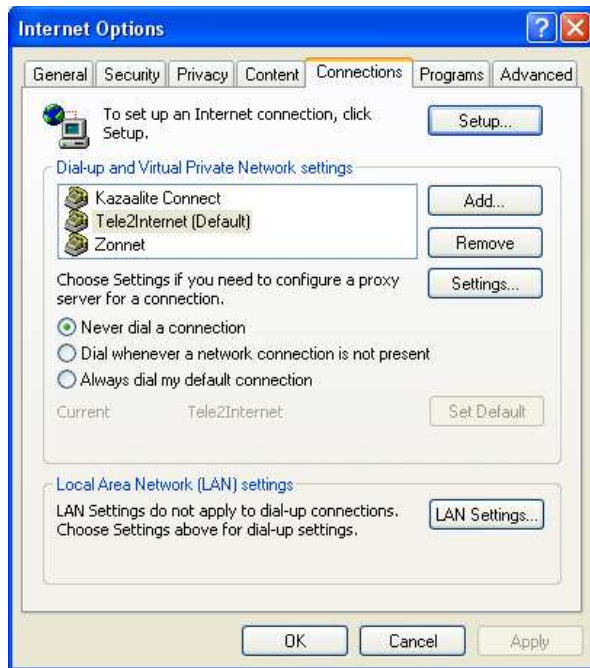 Internet Options
General Security Privacy Content Connections Programs Advanced
To set up an Internet connection, click
Setup.
Setup...
Dial-up and Virtual Private Network settings
Kazaalite Connect
Tele2Internet (Default)
Zonnet
Add...
Remove
Choose Settings if you need to configure a proxy
server for a connection.
Settings...
Never dial a connection
Dial whenever a network connection is not present
Always dial my default connection
Current Tele2Internet Set Default
Local Area Network (LAN) settings
LAN Settings do not apply to dial-up connections.
Choose Settings above for dial-up settings.
LAN Settings...
OK Cancel Apply